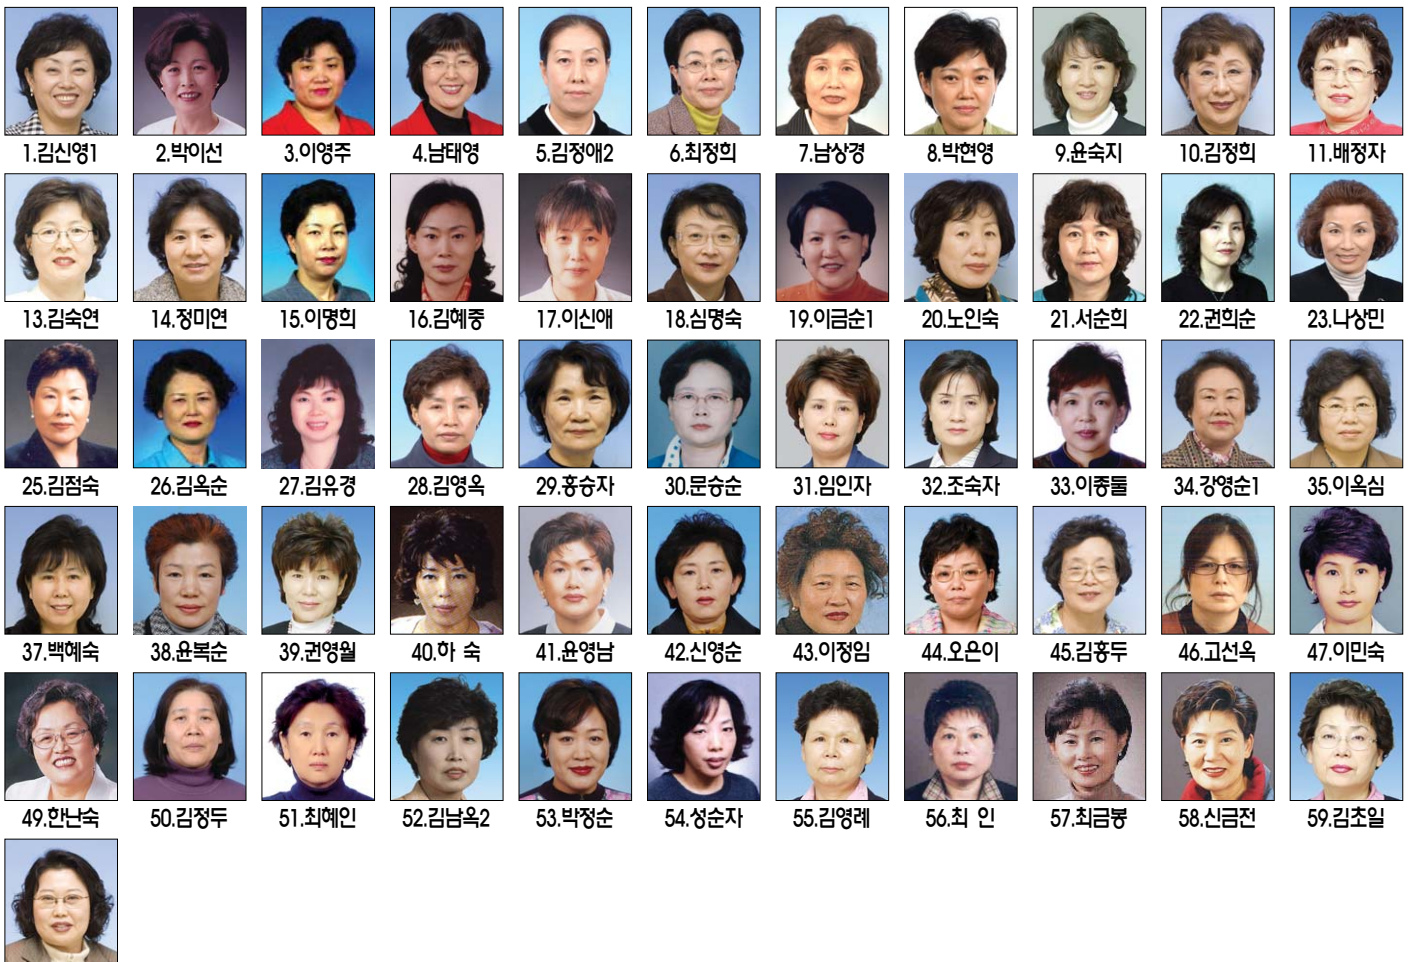 1.김신영1 2.박이선 3.이영주 4.남태영 5.김정애2 6.최정희 7.남상경 8.박현영 9.윤숙지 10.김정희 11.배정자
13.김숙연 14.정미연 15.이명희 16.김혜중 17.이신애 18.심명숙 19.이금순1 20.노인숙 21.서순희 22.권희순 23.나상민
25.김점숙 26.김옥순 27.김유경 28.김영옥 29.홍승자 30.문승순 31.임인자 32.조숙자 33.이종둘 34.강영순1 35.이옥심
37.백혜숙 38.윤복순 39.권영월 40.하 숙 41.윤영남 42.신영순 43.이정임 44.오은이 45.김홍두 46.고선옥 47.이민숙
49.한난숙 50.김정두 51.최혜인 52.김남옥2 53.박정순 54.성순자 55.김영례 56.최 인 57.최금봉 58.신금전 59.김초일